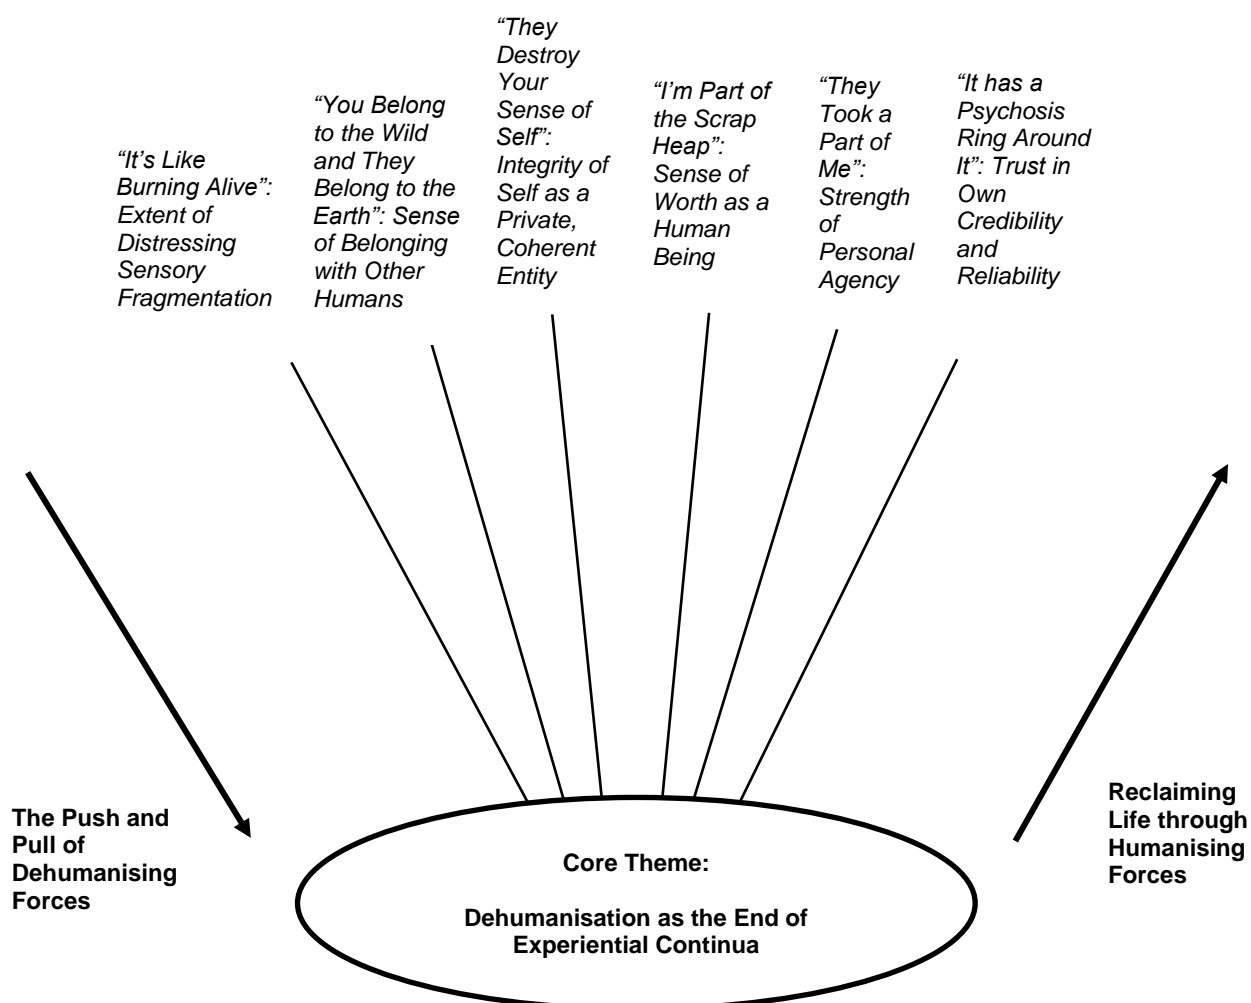 “It’s Like
Burning Alive”:
Extent of
Distressing
Sensory
Fragmentation
“You Belong
to the Wild
and They
Belong to the
Earth”: Sense
of Belonging
with Other
Humans
“They
Destroy
Your
Sense of
Self”:
Integrity of
Self as a
Private,
Coherent
Entity
“I’m Part of
the Scrap
Heap”:
Sense of
Worth as a
Human
Being
“They
Took a
Part of
Me”:
Strength
of
Personal
Agency
“It has a
Psychosis
Ring Around
It”: Trust in
Own
Credibility
and
Reliability
The Push and
Pull of
Dehumanising
Forces
Core Theme:
Dehumanisation as the End of
Experiential Continua
Reclaiming
Life through
Humanising
Forces